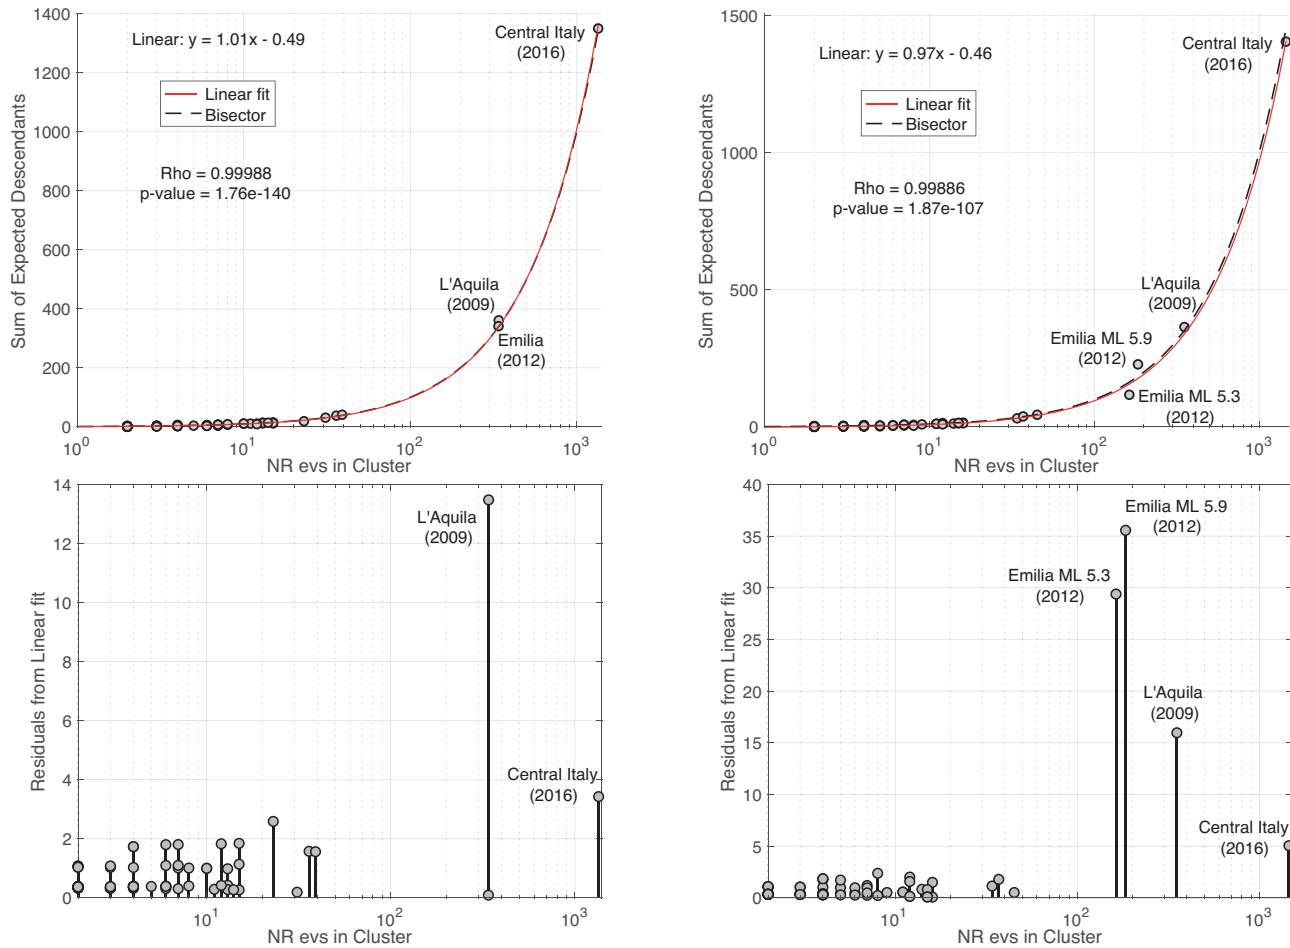 1400
1200
1000
800
600
400
200
0
Sum of Expected Descendants
Linear: y = 1.01x - 0.49
Linear fit
Bisector
Rho = 0.99988
p-value = 1.76e-140
Central Italy
(2016)
L'Aquila
(2009)
Emilia
(2012)
10^0
10^1
10^2
10^3
NR evs in Cluster
1500
1000
500
0
Sum of Expected Descendants
Linear: y = 0.97x - 0.46
Linear fit
Bisector
Rho = 0.99886
p-value = 1.87e-107
Central Italy
(2016)
L'Aquila
(2009)
Emilia ML 5.9
(2012)
Emilia ML 5.3
(2012)
10^0
10^1
10^2
10^3
NR evs in Cluster
14
12
10
8
6
4
2
0
Residuals from Linear fit
L'Aquila
(2009)
Central Italy
(2016)
10^1
10^2
10^3
NR evs in Cluster
40
35
30
25
20
15
10
5
0
Residuals from Linear fit
Emilia ML 5.9
(2012)
Emilia ML 5.3
(2012)
L'Aquila
(2009)
Central Italy
(2016)
10^1
10^2
10^3
NR evs in Cluster